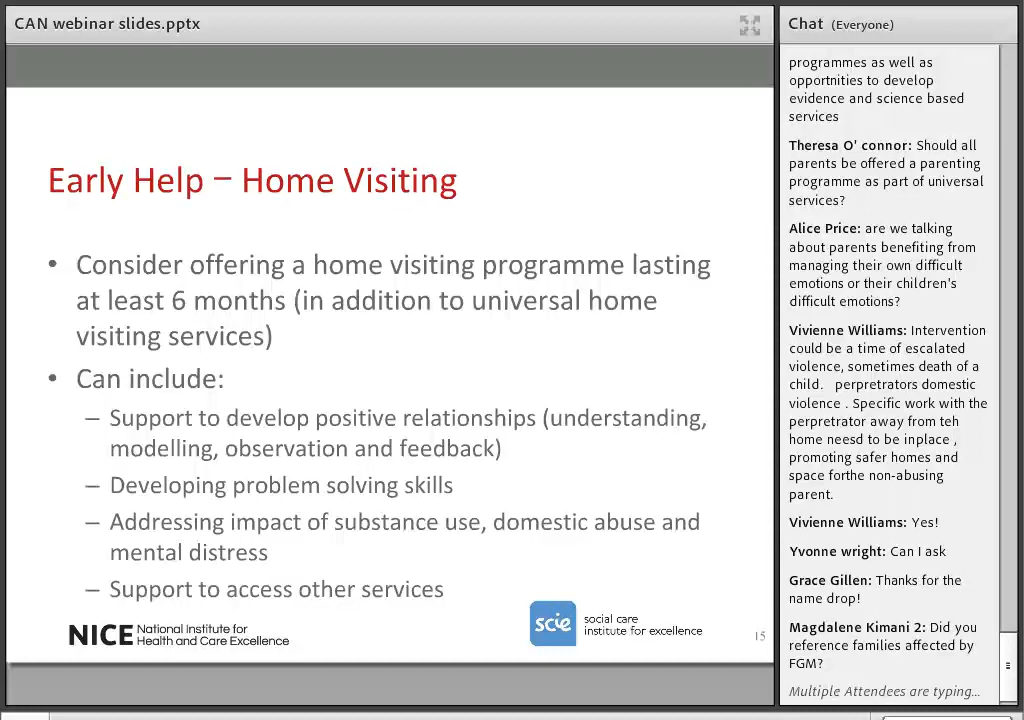 CAN webinar slides.pptx
Early Help – Home Visiting
• Consider offering a home visiting programme lasting
at least 6 months (in addition to universal home
visiting services)
• Can include:
– Support to develop positive relationships (understanding,
modelling, observation and feedback)
– Developing problem solving skills
– Addressing impact of substance use, domestic abuse and
mental distress
– Support to access other services
NICE National Institute for
Health and Care Excellence
scie social care
institute for excellence
15
Chat (Everyone)
programmes as well as
opportnities to develop
evidence and science based
services
Theresa O' connor: Should all
parents be offered a parenting
programme as part of universal
services?
Alice Price: are we talking
about parents benefiting from
managing their own difficult
emotions or their children's
difficult emotions?
Vivienne Williams: Intervention
could be a time of escalated
violence, sometimes death of a
child. perpretrators domestic
violence . Specific work with the
perpretrator away from teh
home needsd to be inplace ,
promoting safer homes and
space forthe non-abusing
parent.
Vivienne Williams: Yes!
Yvonne wright: Can I ask
Grace Gillen: Thanks for the
name drop!
Magdalene Kimani 2: Did you
reference families affected by
FGM?
Multiple Attendees are typing...